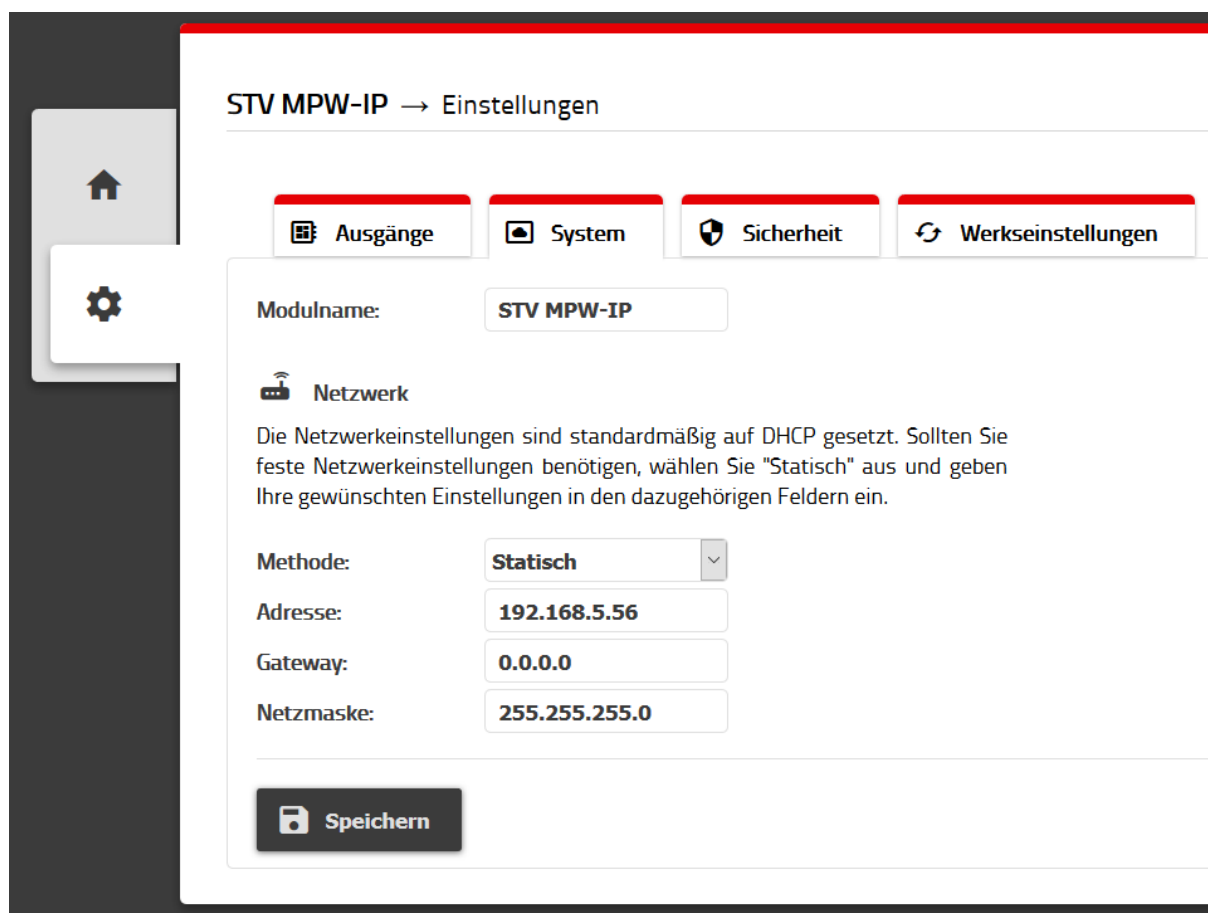 STV MPW-IP → Einstellungen
Ausgänge
System
Sicherheit
Werkseinstellungen
Modulname: STV MPW-IP
Netzwerk
Die Netzwerkeinstellungen sind standardmäßig auf DHCP gesetzt. Sollten Sie
feste Netzwerkeinstellungen benötigen, wählen Sie "Statisch" aus und geben
Ihre gewünschten Einstellungen in den dazugehörigen Feldern ein.
Methode: Statisch
Adresse: 192.168.5.56
Gateway: 0.0.0.0
Netzmaske: 255.255.255.0
Speichern